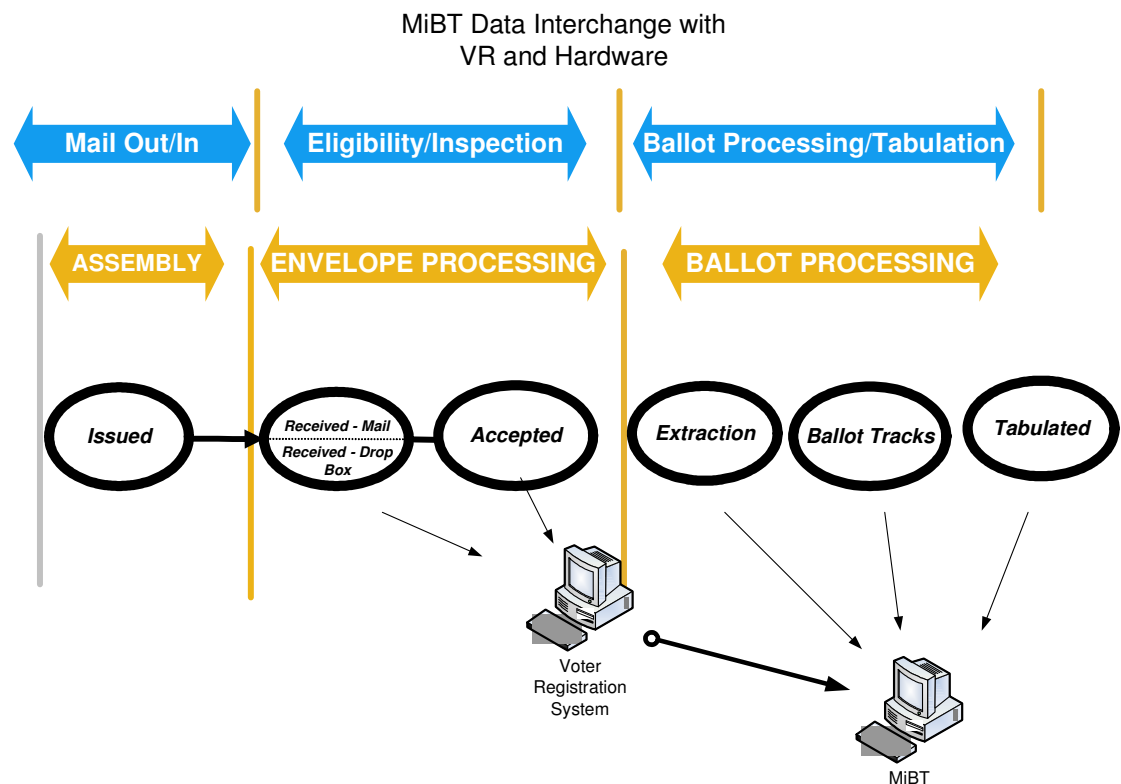 MiBT Data Interchange with
VR and Hardware
Mail Out/In
Eligibility/Inspection
Ballot Processing/Tabulation
ASSEMBLY
ENVELOPE PROCESSING
BALLOT PROCESSING
Issued
Received - Mail
Received - Drop
Box
Accepted
Extraction
Ballot Tracks
Tabulated
Voter
Registration
System
MiBT